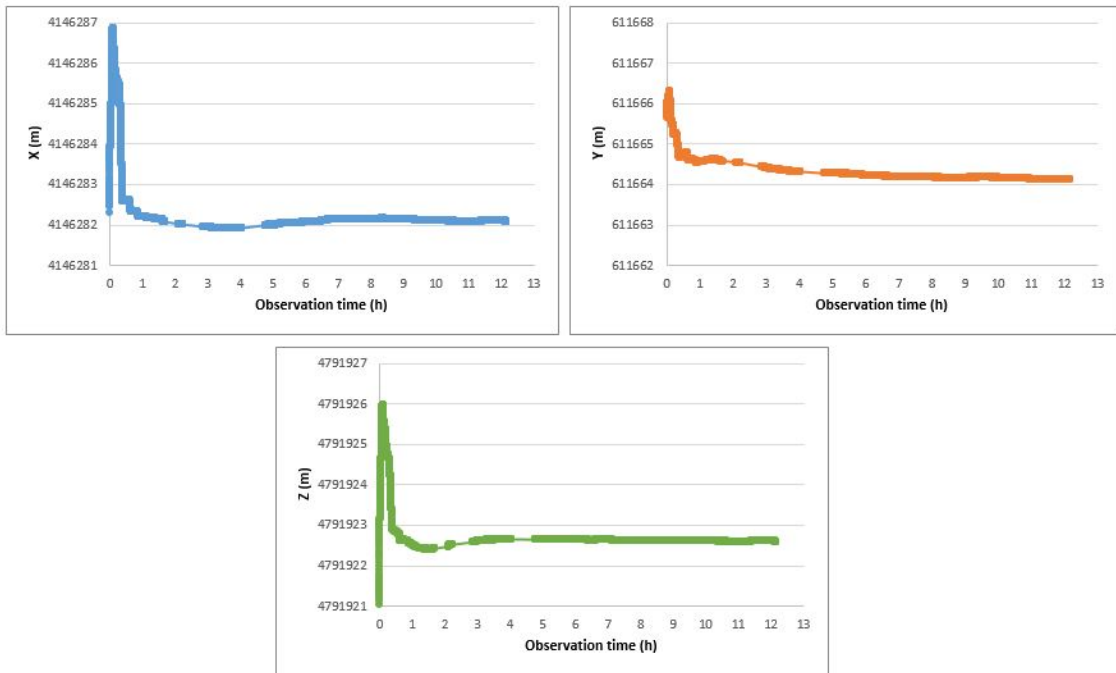 4146287
4146286
4146285
4146284
4146283
4146282
4146281
X (m)
0 1 2 3 4 5 6 7 8 9 10 11 12 13
Observation time (h)
611668
611667
611666
611665
611664
611663
611662
Y (m)
0 1 2 3 4 5 6 7 8 9 10 11 12 13
Observation time (h)
4791927
4791926
4791925
4791924
4791923
4791922
4791921
Z (m)
0 1 2 3 4 5 6 7 8 9 10 11 12 13
Observation time (h)